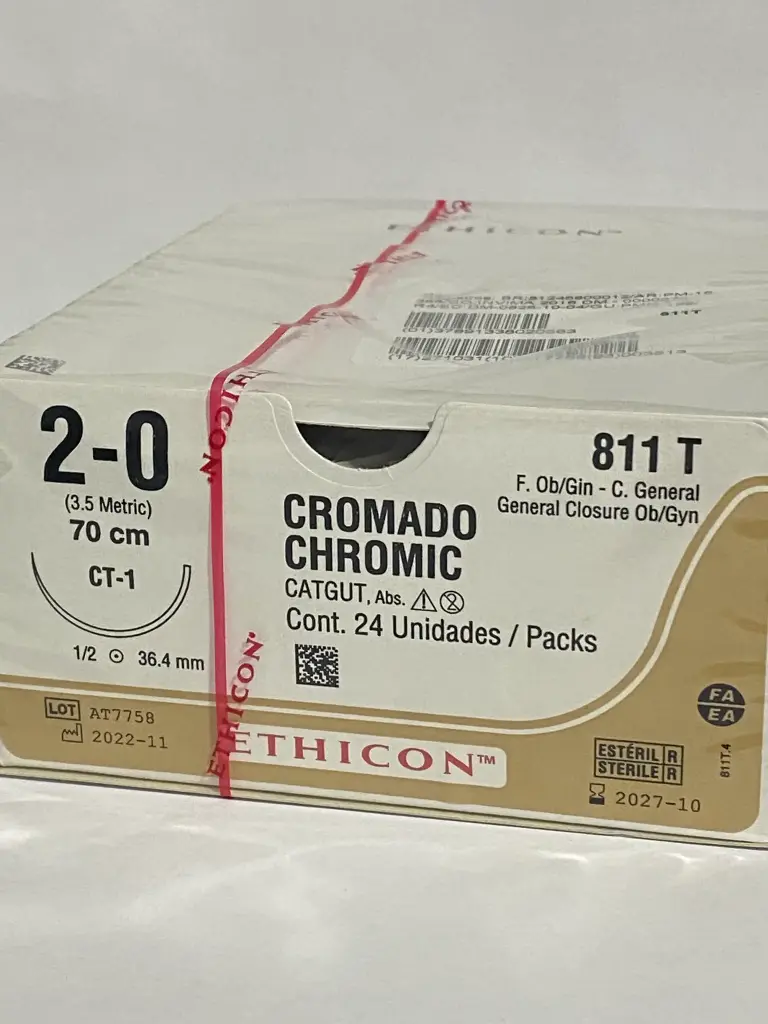 ETHICON
811T
2-0
(3.5 Metric)
70 cm
CT-1
1/2 36.4 mm
811 T
F. Ob/Gin - C. General
General Closure Ob/Gyn
CROMADO
CHROMIC
CATGUT, Abs.
Cont. 24 Unidades / Packs
ETHICON
ETHICON
LOT AT7758
2022-11
ETHICON™
FA
EA
811T.4
ESTÉRIL R
STERILE R
2027-10